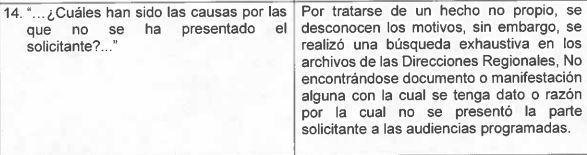 14. “...¿Cuáles han sido las causas por las
que no se ha presentado el
solicitante?...”
Por tratarse de un hecho no propio, se
desconocen los motivos, sin embargo, se
realizó una búsqueda exhaustiva en los
archivos de las Direcciones Regionales, No
encontrándose documento o manifestación
alguna con la cual se tenga dato o razón
por la cual no se presentó la parte
solicitante a las audiencias programadas.